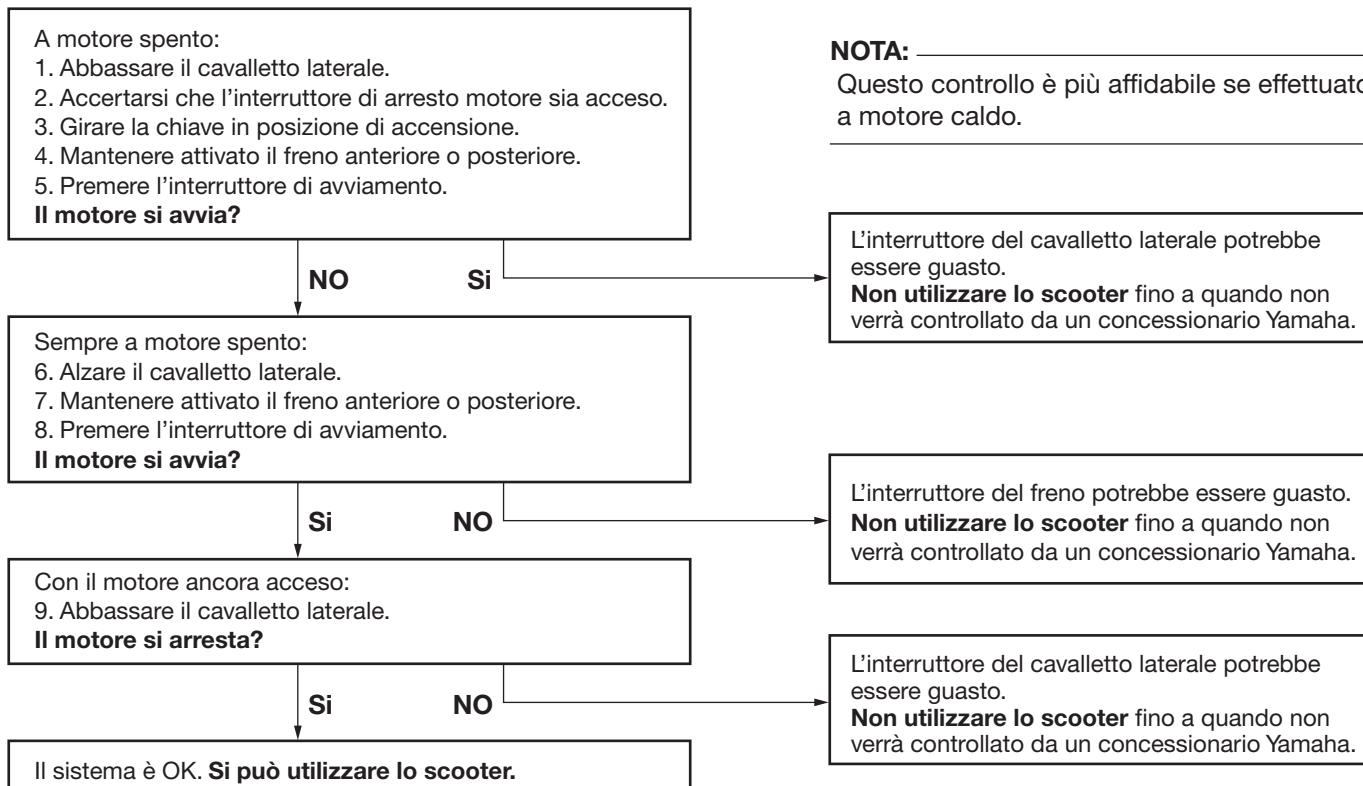 A motore spento:
1. Abbassare il cavalletto laterale.
2. Accertarsi che l'interruttore di arresto motore sia acceso.
3. Girare la chiave in posizione di accensione.
4. Mantenere attivato il freno anteriore o posteriore.
5. Premere l'interruttore di avviamento.
Il motore si avvia?
NOTA:
Questo controllo è più affidabile se effettuato
a motore caldo.
NO Si
L'interruttore del cavalletto laterale potrebbe
essere guasto.
Non utilizzare lo scooter fino a quando non
verrà controllato da un concessionario Yamaha.
Sempre a motore spento:
6. Alzare il cavalletto laterale.
7. Mantenere attivato il freno anteriore o posteriore.
8. Premere l'interruttore di avviamento.
Il motore si avvia?
Si NO
L'interruttore del freno potrebbe essere guasto.
Non utilizzare lo scooter fino a quando non
verrà controllato da un concessionario Yamaha.
Con il motore ancora acceso:
9. Abbassare il cavalletto laterale.
Il motore si arresta?
Si NO
L'interruttore del cavalletto laterale potrebbe
essere guasto.
Non utilizzare lo scooter fino a quando non
verrà controllato da un concessionario Yamaha.
Il sistema è OK. Si può utilizzare lo scooter.